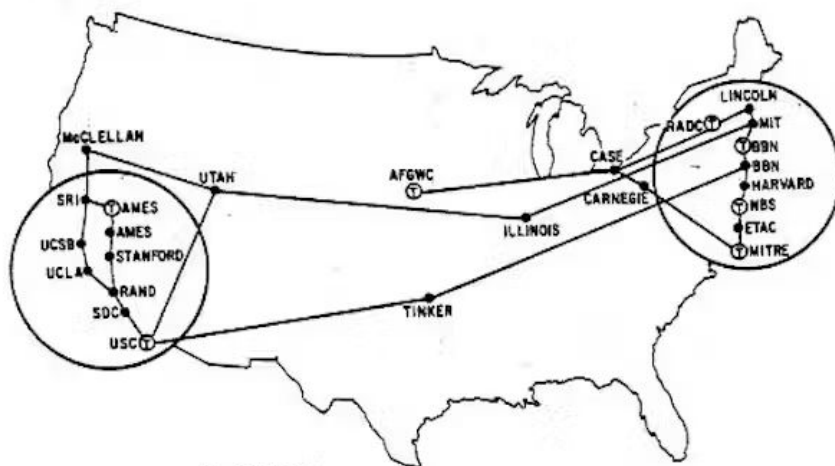 LINCOLN
RADC T
MIT
T BBN
CASE
BBN
CARNEGIE
HARVARD
T NBS
ETAC
T MITRE
McCLELLAN
UTAH
AFGWC
T
ILLINOIS
TINKER
SRI
T AMES
AMES
UCSB
STANFORD
UCLA
RAND
SDC
USC T